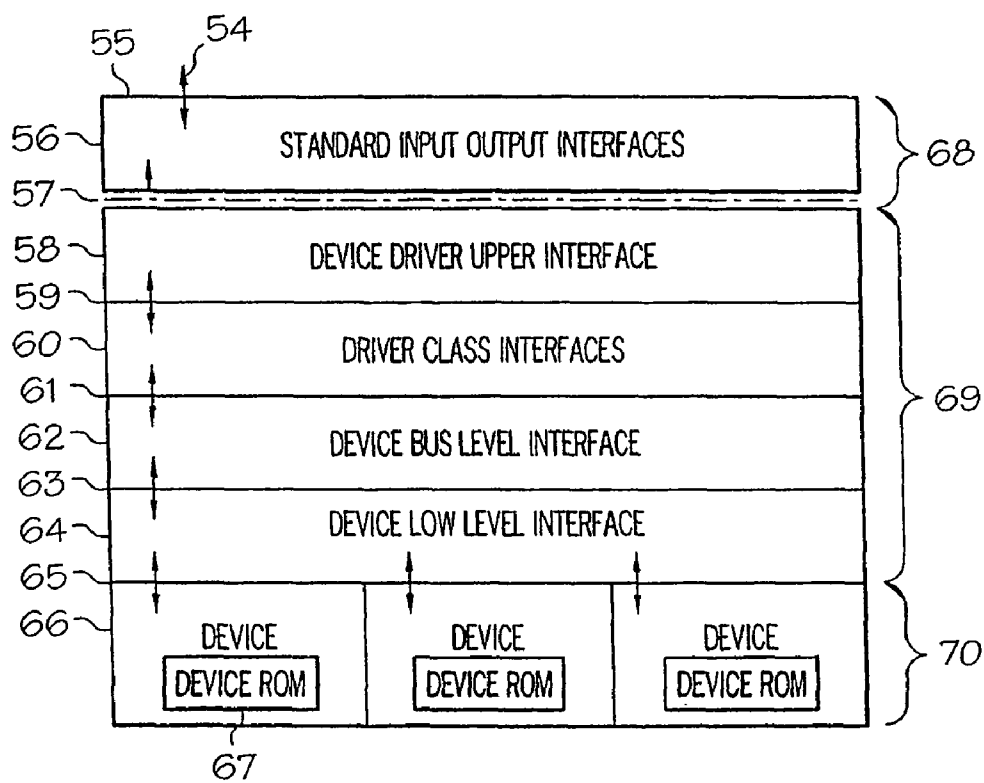 55
54
56
STANDARD INPUT OUTPUT INTERFACES
68
57
58
DEVICE DRIVER UPPER INTERFACE
59
60
DRIVER CLASS INTERFACES
61
69
62
DEVICE BUS LEVEL INTERFACE
63
64
DEVICE LOW LEVEL INTERFACE
65
66
DEVICE DEVICE DEVICE
70
DEVICE ROM DEVICE ROM DEVICE ROM
67